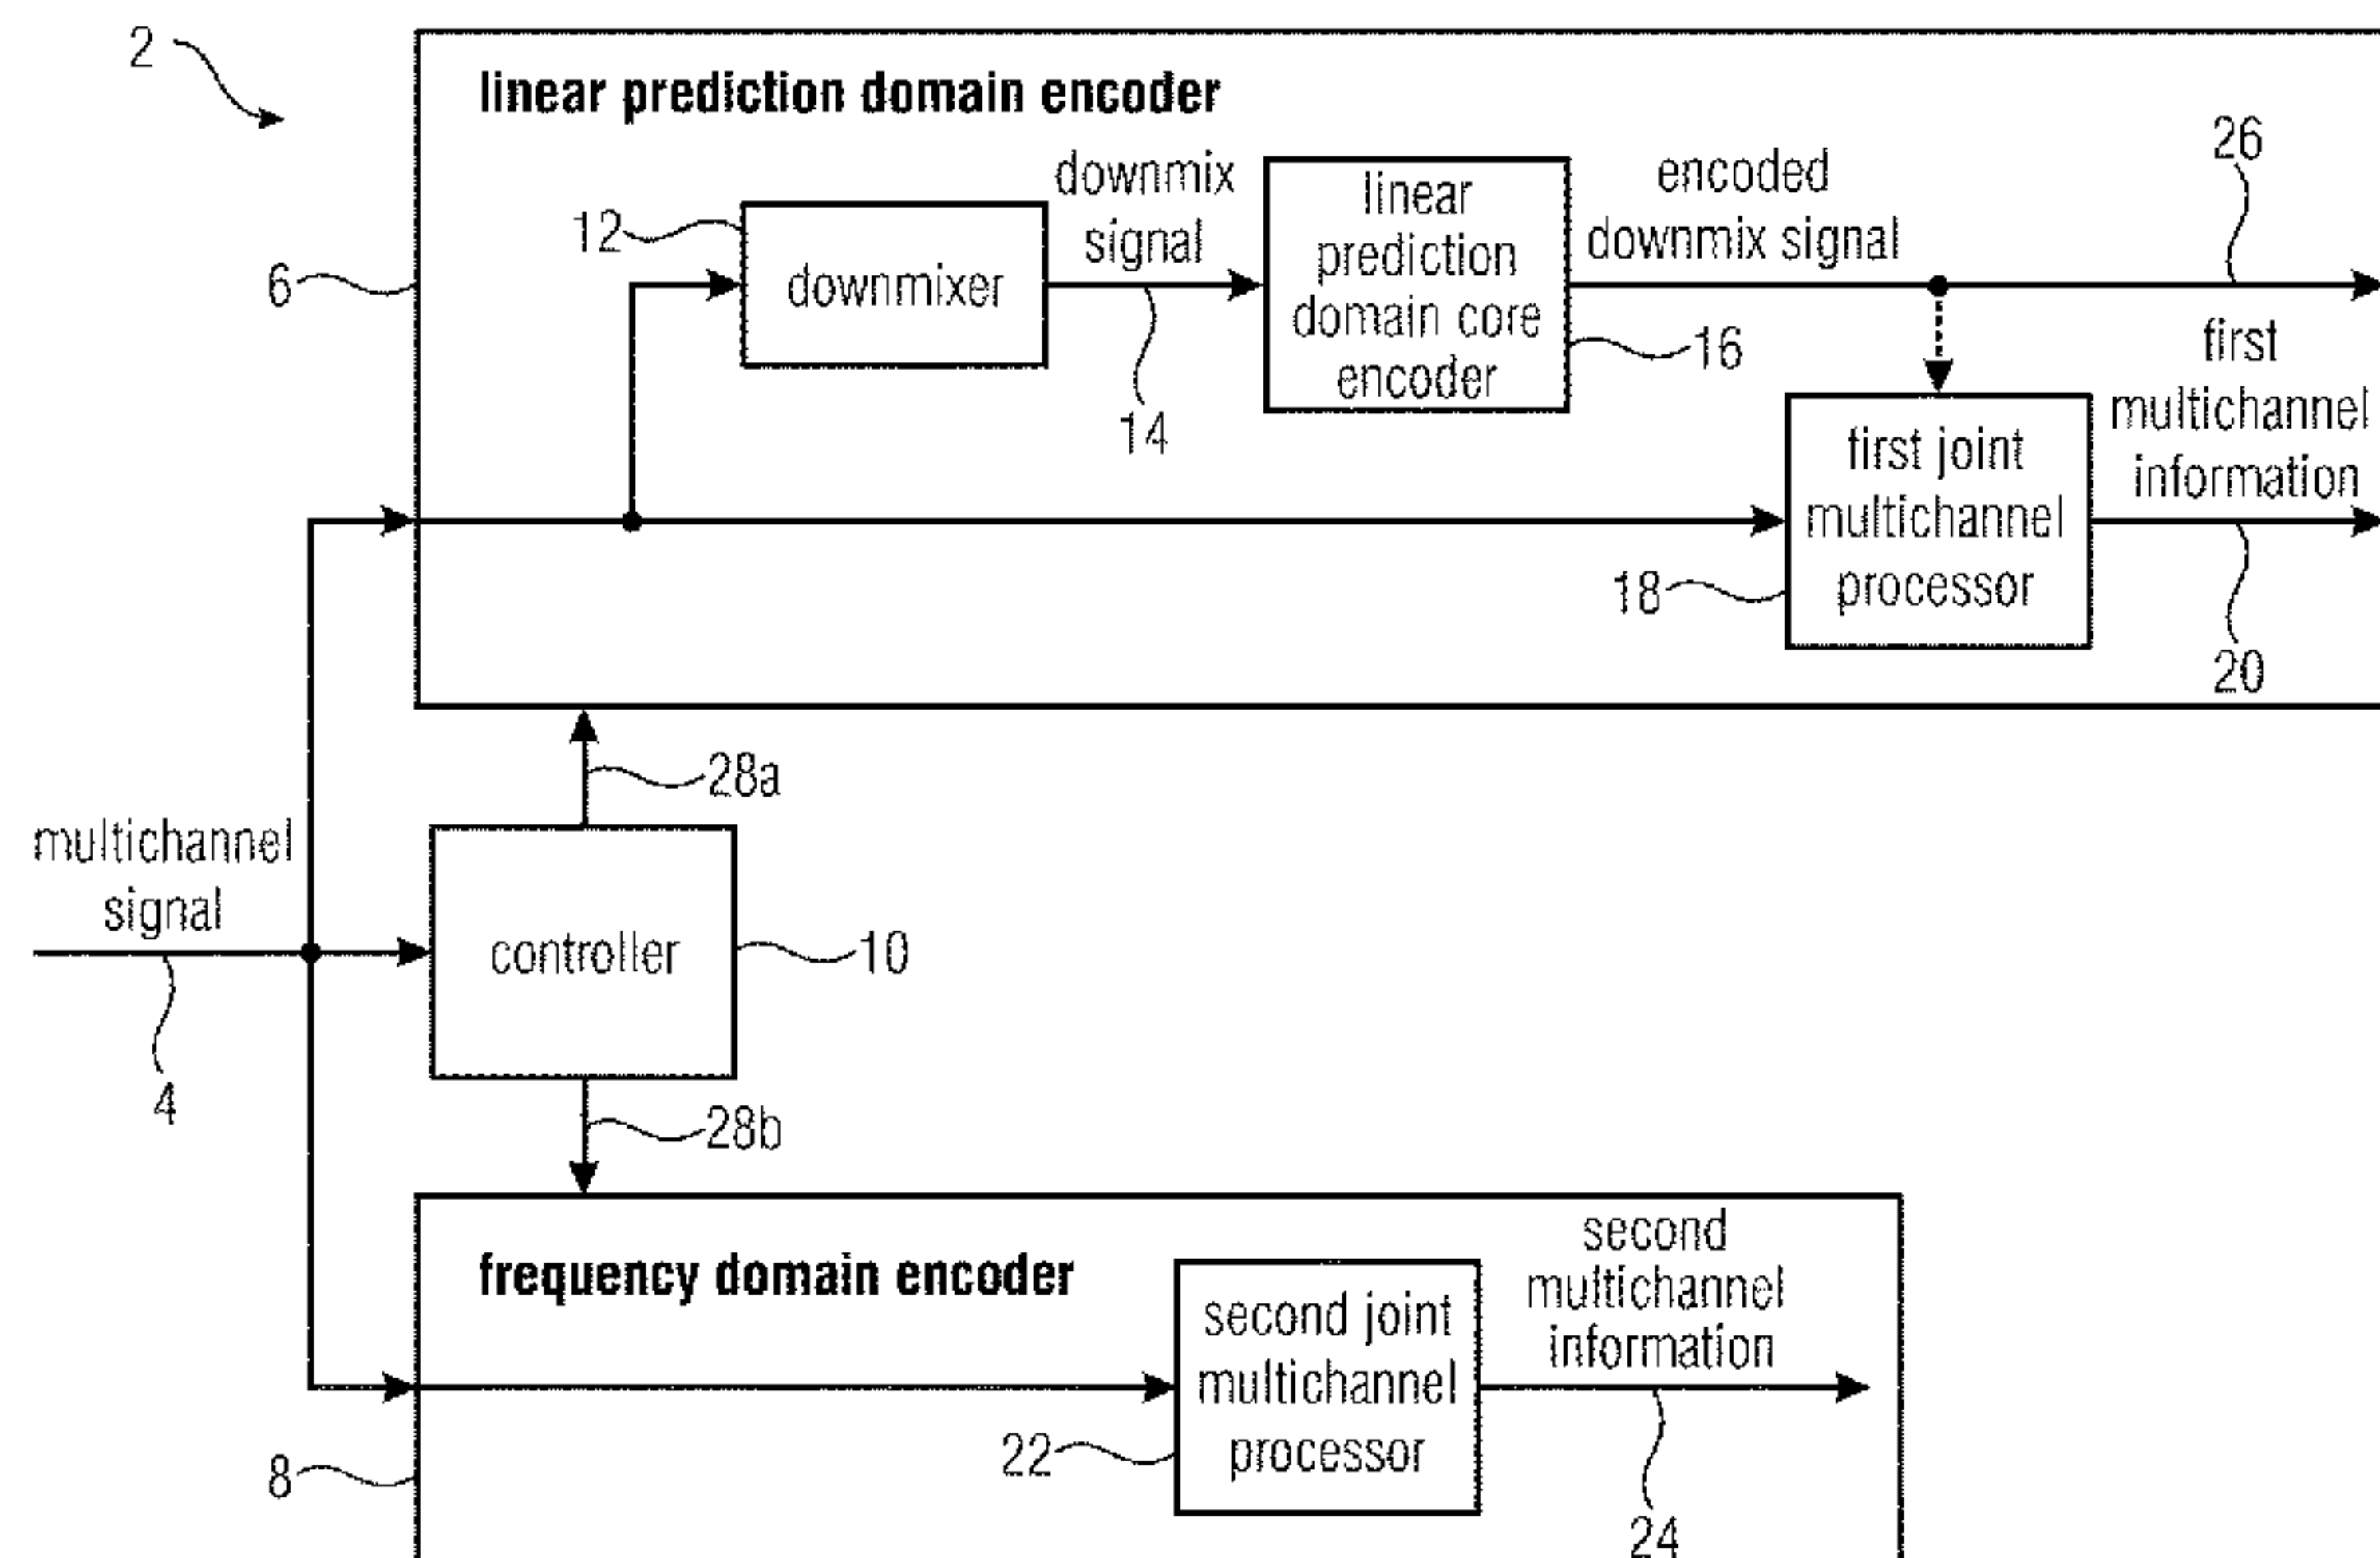 2
linear prediction domain encoder
26
12
downmix
signal
linear
prediction
domain core
encoder
encoded
downmix signal
6
downmixer
16
14
first
multichannel
information
first joint
multichannel
processor
18
20
28a
multichannel
signal
controller
10
4
28b
frequency domain encoder
second
multichannel
information
second joint
multichannel
processor
22
8
24